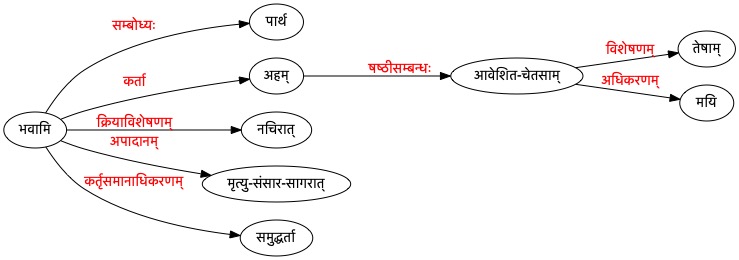 सम्बोध्यः
पार्थ
कर्ता
अहम्
षष्ठीसम्बन्धः
आवेशित-चेतसाम्
विशेषणम्
तेषाम्
अधिकरणम्
मयि
भवामि
क्रियाविशेषणम्
नचिरात्
अपादानम्
मृत्यु-संसार-सागरात्
कर्तृसमानाधिकरणम्
समुद्धर्ता